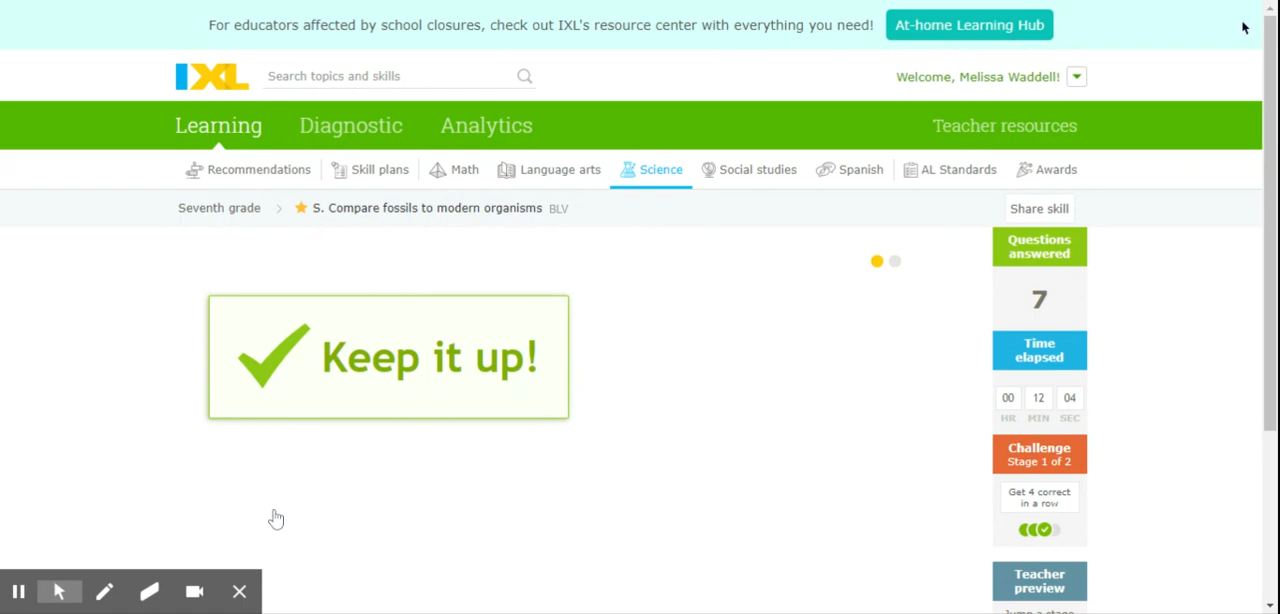 For educators affected by school closures, check out IXL's resource center with everything you need! At-home Learning Hub
IXL Search topics and skills Welcome, Melissa Waddell!
Learning Diagnostic Analytics Teacher resources
Recommendations Skill plans Math Language arts Science Social studies Spanish AL Standards Awards
Seventh grade > S. Compare fossils to modern organisms BLV Share skill
Questions
answered
7
Keep it up!
Time
elapsed
00 12 04
HR MIN SEC
Challenge
Stage 1 of 2
Get 4 correct
in a row
Teacher
preview
Jump a stage